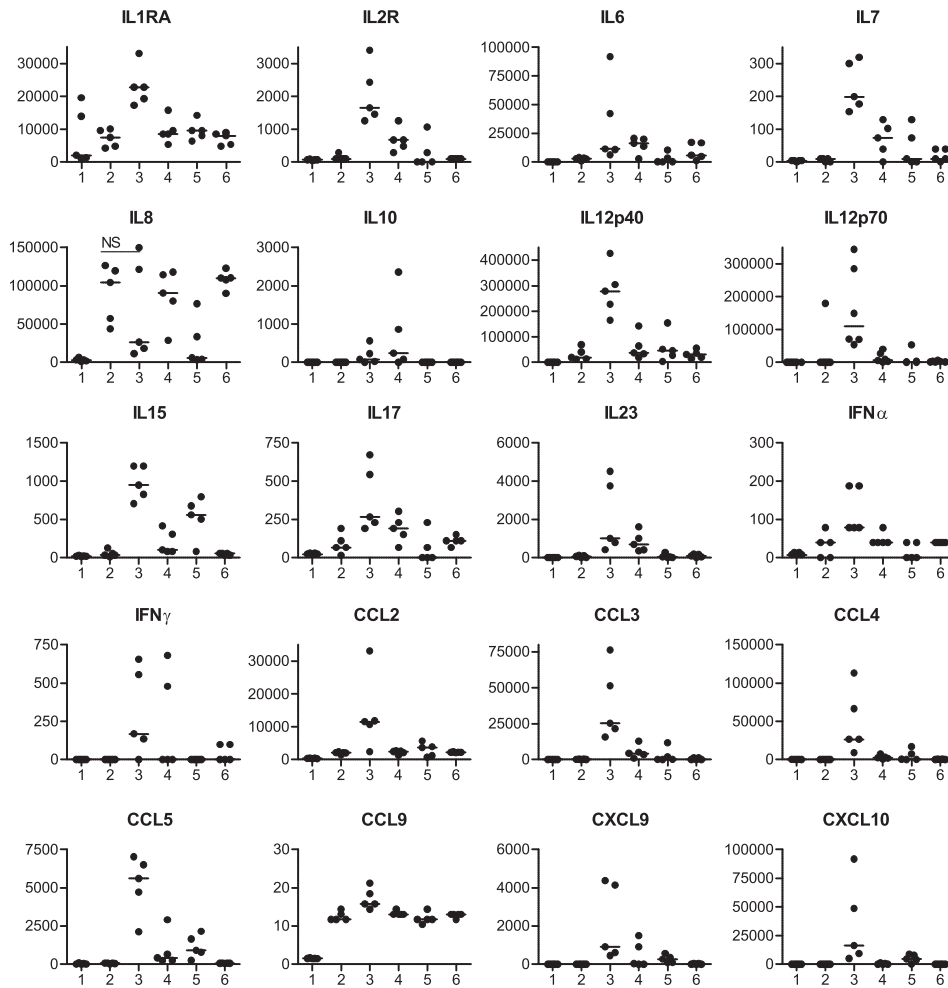 IL1RA IL2R IL6 IL7
30000 20000 10000 0
1 2 3 4 5 6
3000 2000 1000 0
1 2 3 4 5 6
100000 75000 50000 25000 0
1 2 3 4 5 6
300 200 100 0
1 2 3 4 5 6
IL8 IL10 IL12p40 IL12p70
150000 100000 50000 0
NS
1 2 3 4 5 6
3000 2000 1000 0
1 2 3 4 5 6
400000 300000 200000 100000 0
1 2 3 4 5 6
300000 200000 100000 0
1 2 3 4 5 6
IL15 IL17 IL23 IFNα
1500 1000 500 0
1 2 3 4 5 6
750 500 250 0
1 2 3 4 5 6
6000 4000 2000 0
1 2 3 4 5 6
300 200 100 0
1 2 3 4 5 6
IFNγ CCL2 CCL3 CCL4
750 500 250 0
1 2 3 4 5 6
30000 20000 10000 0
1 2 3 4 5 6
75000 50000 25000 0
1 2 3 4 5 6
150000 100000 50000 0
1 2 3 4 5 6
CCL5 CCL9 CXCL9 CXCL10
7500 5000 2500 0
1 2 3 4 5 6
30 20 10 0
1 2 3 4 5 6
6000 4000 2000 0
1 2 3 4 5 6
100000 75000 50000 25000 0
1 2 3 4 5 6